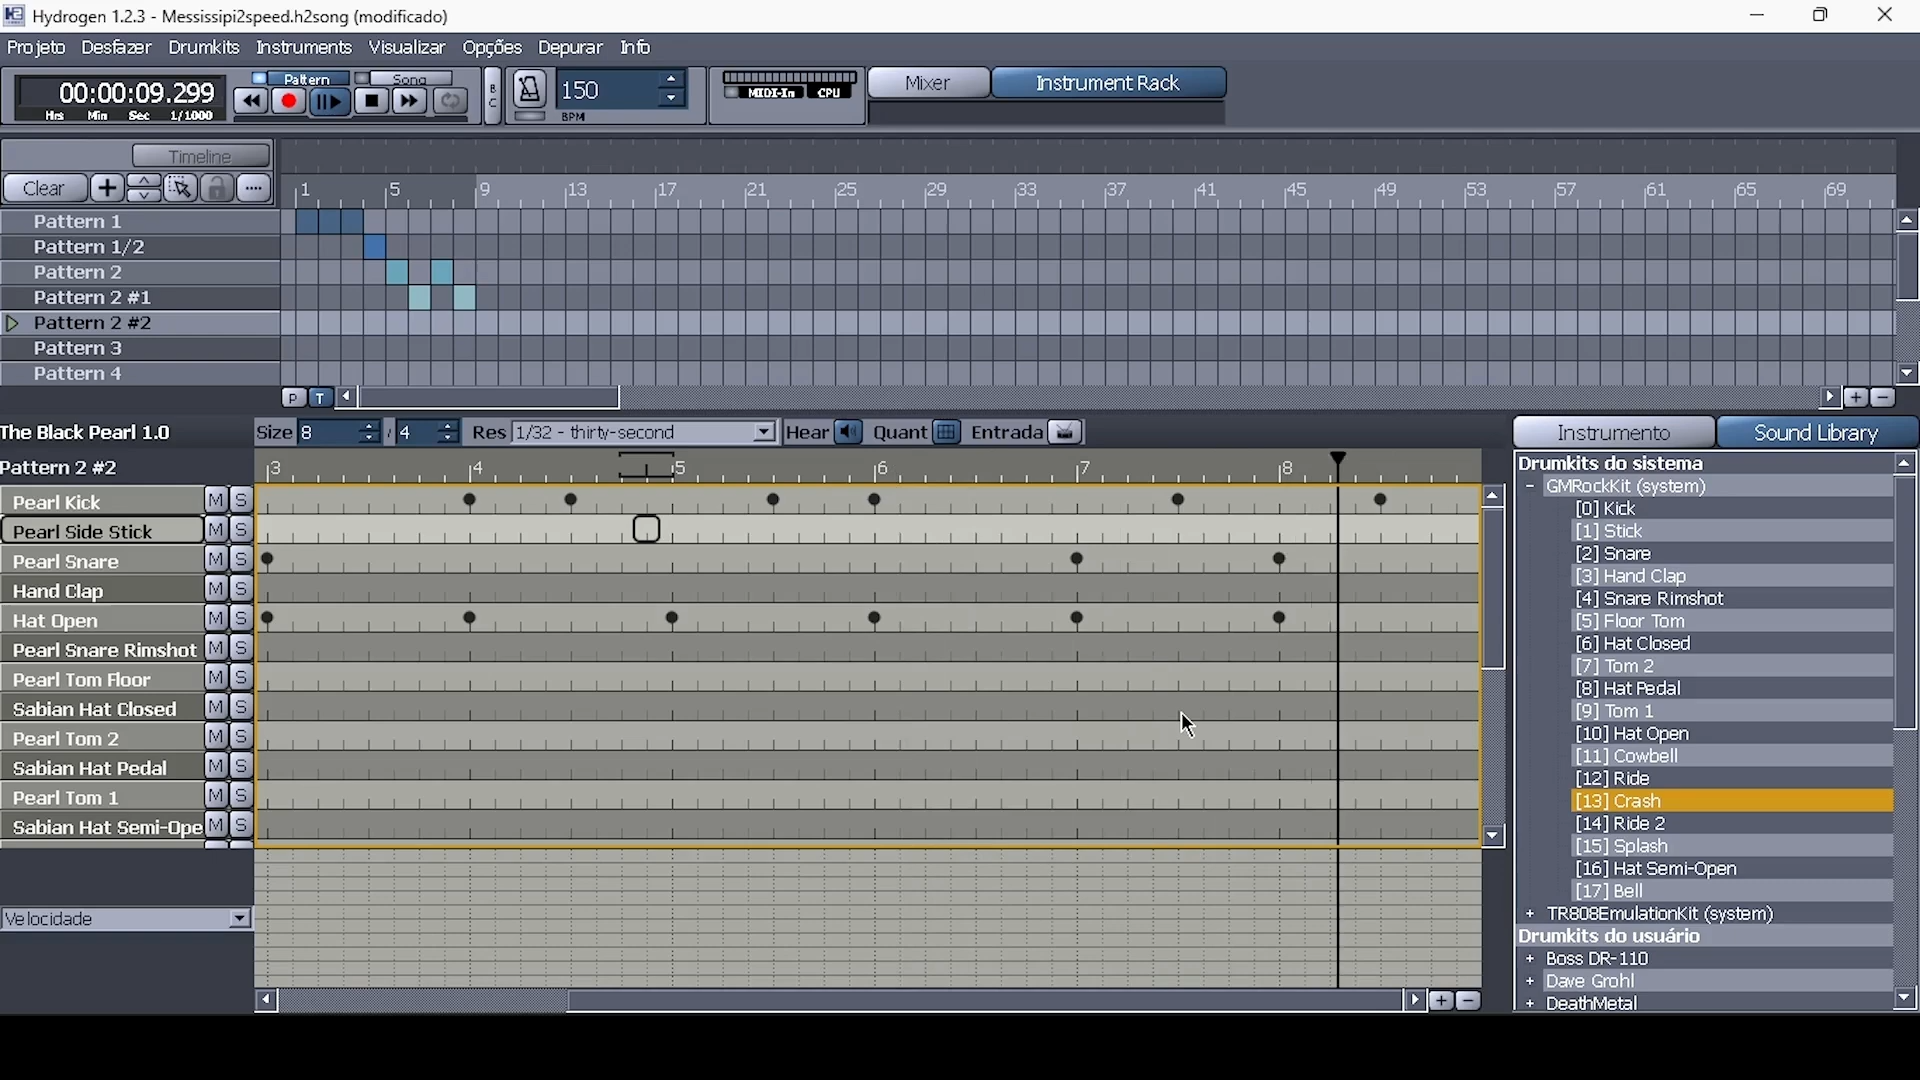 Hydrogen 1.2.3 - Messissipi2speed.h2song (modificado)
Projeto Desfazer Drumkits Instruments Visualizar Opções Depurar Info
00:00:09.299
Hrs Min Sec 1/1000
Pattern Song
B
C
150
BPM
MIDI-In CPU
Mixer Instrument Rack
Timeline
Clear
1 5 9 13 17 21 25 29 33 37 41 45 49 53 57 61 65 69
Pattern 1
Pattern 1/2
Pattern 2
Pattern 2 #1
Pattern 2 #2
Pattern 3
Pattern 4
P T
The Black Pearl 1.0
Size 8 / 4 Res 1/32 - thirty-second Hear Quant Entrada
Pattern 2 #2
3 4 5 6 7 8
Pearl Kick M S
Pearl Side Stick M S
Pearl Snare M S
Hand Clap M S
Hat Open M S
Pearl Snare Rimshot M S
Pearl Tom Floor M S
Sabian Hat Closed M S
Pearl Tom 2 M S
Sabian Hat Pedal M S
Pearl Tom 1 M S
Sabian Hat Semi-Ope M S
Velocidade
Instrumento Sound Library
Drumkits do sistema
- GMRockKit (system)
[0] Kick
[1] Stick
[2] Snare
[3] Hand Clap
[4] Snare Rimshot
[5] Floor Tom
[6] Hat Closed
[7] Tom 2
[8] Hat Pedal
[9] Tom 1
[10] Hat Open
[11] Cowbell
[12] Ride
[13] Crash
[14] Ride 2
[15] Splash
[16] Hat Semi-Open
[17] Bell
+ TR808EmulationKit (system)
Drumkits do usuário
+ Boss DR-110
+ Dave Grohl
+ DeathMetal